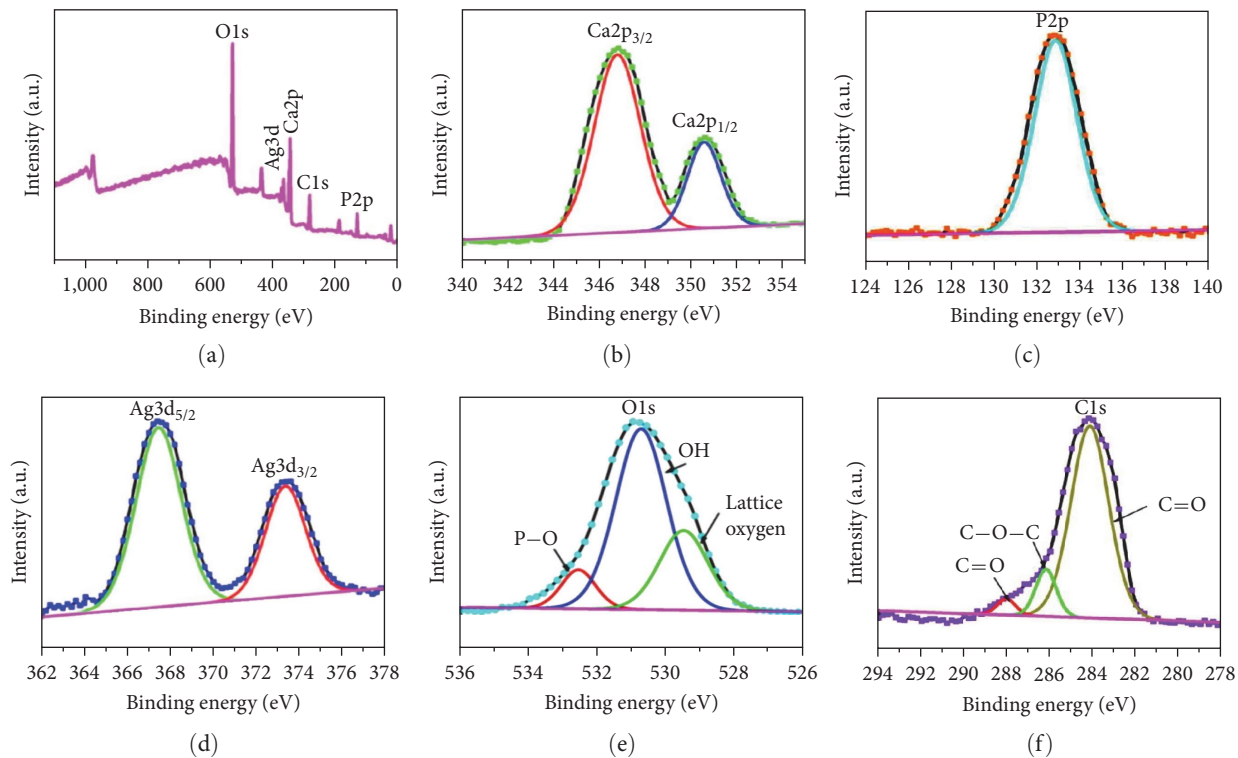 O1s
Ag3d
Ca2p
C1s
P2p
Intensity (a.u.)
1,000 800 600 400 200 0
Binding energy (eV)
(a)
Ca2p3/2
Ca2p1/2
Intensity (a.u.)
340 342 344 346 348 350 352 354
Binding energy (eV)
(b)
P2p
Intensity (a.u.)
124 126 128 130 132 134 136 138 140
Binding energy (eV)
(c)
Ag3d5/2
Ag3d3/2
Intensity (a.u.)
362 364 366 368 370 372 374 376 378
Binding energy (eV)
(d)
O1s
OH
Lattice
oxygen
P–O
Intensity (a.u.)
536 534 532 530 528 526
Binding energy (eV)
(e)
C1s
C=O
C–O–C
C=O
Intensity (a.u.)
294 292 290 288 286 284 282 280 278
Binding energy (eV)
(f)